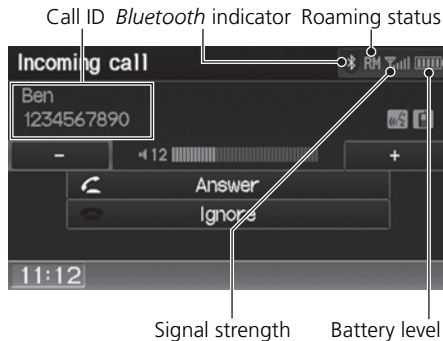 Call ID Bluetooth indicator Roaming status
Incoming call RM
Ben
1234567890
– 12 +
Answer
Ignore
11:12
Signal strength Battery level